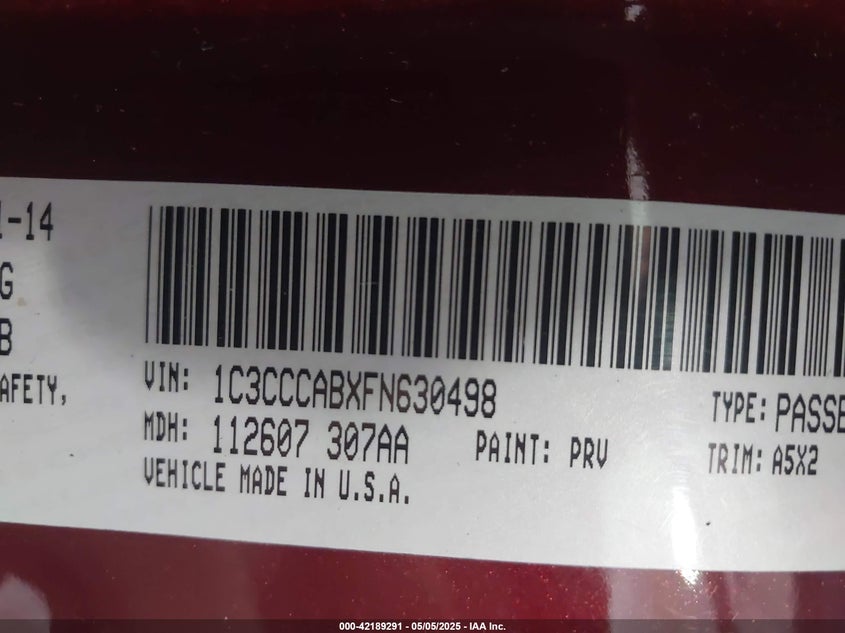 1-14
G
B
AFETY,
VIN: 1C3CCCABXFN630498
TYPE: PASSE
MDH: 112607 307AA
PAINT: PRV
TRIM: A5X2
VEHICLE MADE IN U.S.A.
000-42189291 - 05/05/2025 - IAA Inc.